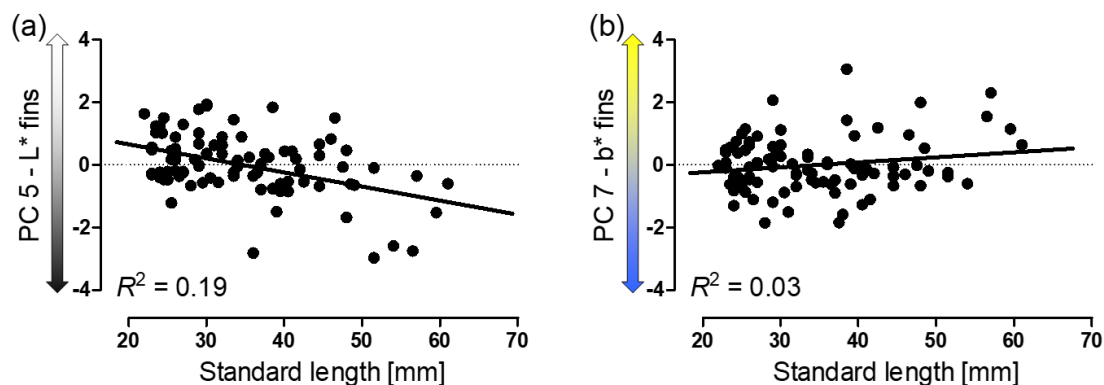 (a)
PC 5 - L* fins
4
2
0
-2
-4
R² = 0.19
20 30 40 50 60 70
Standard length [mm]
(b)
PC 7 - b* fins
4
2
0
-2
-4
R² = 0.03
20 30 40 50 60 70
Standard length [mm]